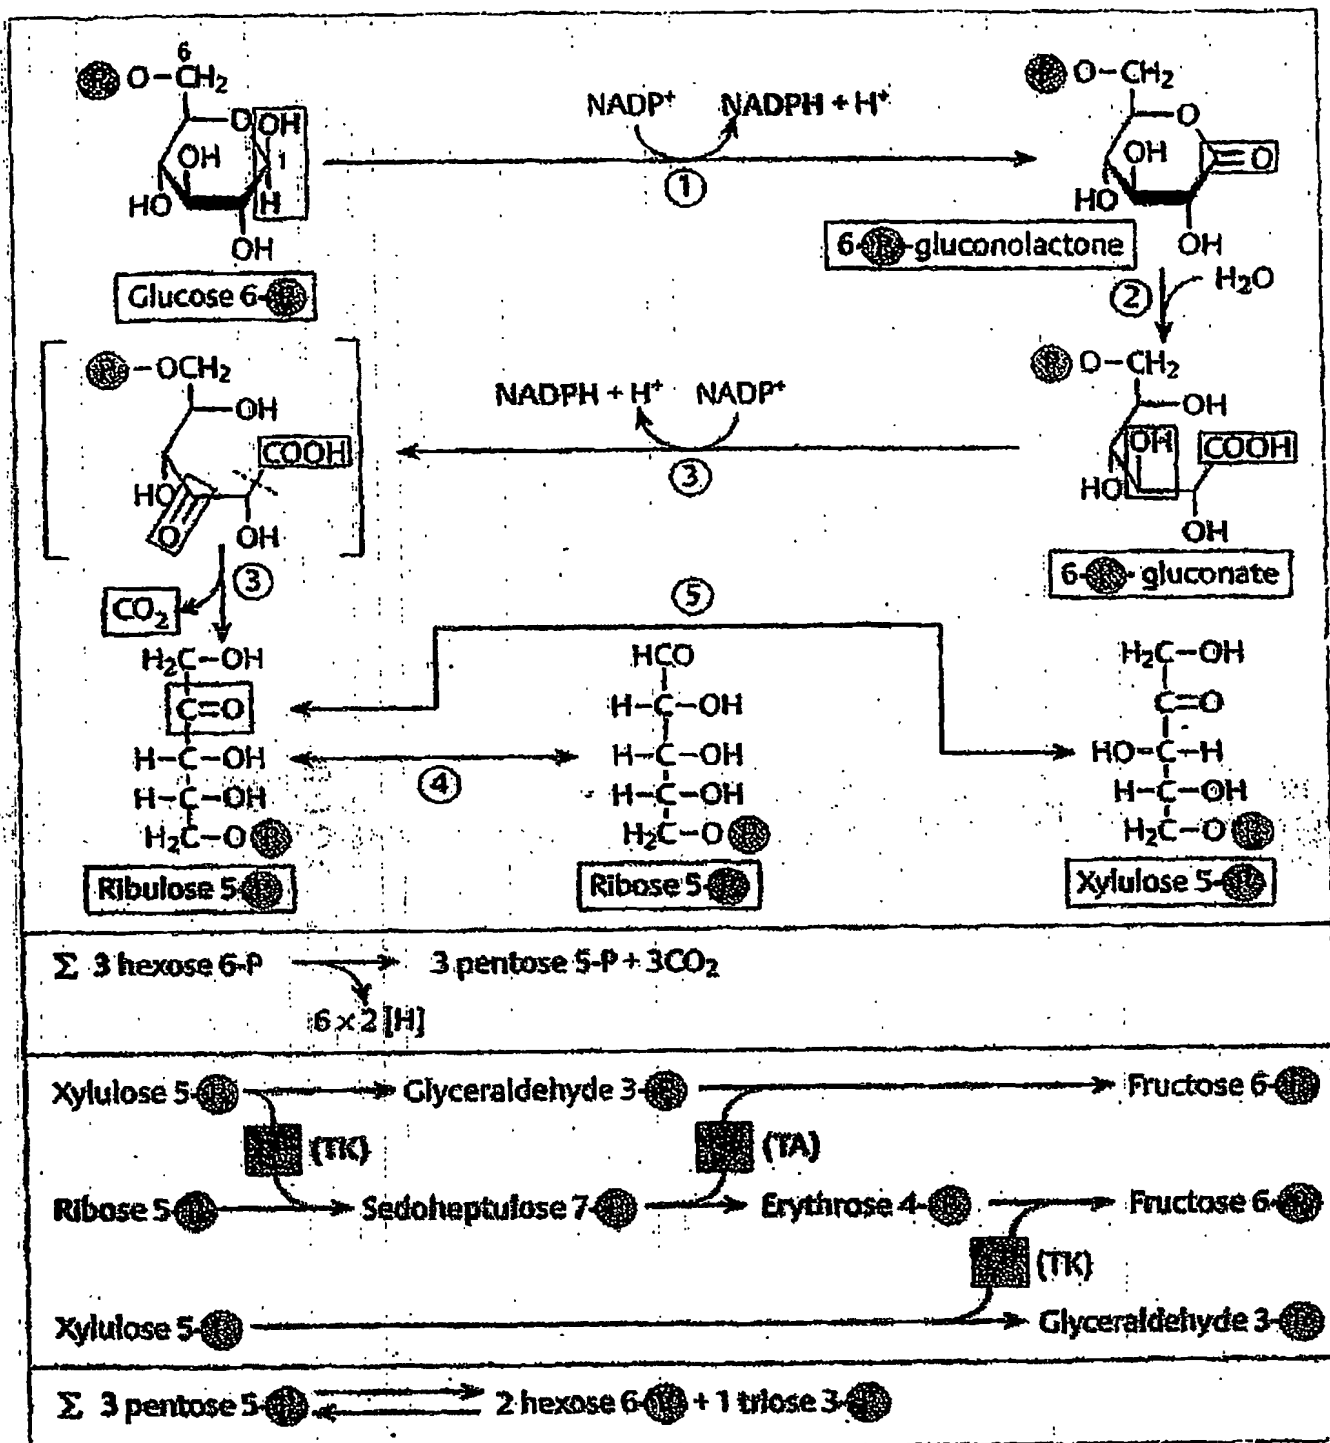 6
P O-CH2
O OH
OH 1
HO H
OH
Glucose 6-P
NADP+ NADPH + H+
1
P O-CH2
O
OH O
HO
OH
6-P-gluconolactone
2 H2O
P-OCH2
OH
COOH
HO
O OH
NADPH + H+ NADP+
3
P O-CH2
OH
OH COOH
HO
OH
6-P-gluconate
3
CO2
5
H2C-OH
C=O
H-C-OH
H-C-OH
H2C-O P
Ribulose 5-P
4
HCO
H-C-OH
H-C-OH
H-C-OH
H2C-O P
Ribose 5-P
H2C-OH
C=O
HO-C-H
H-C-OH
H2C-O P
Xylulose 5-P
Σ 3 hexose 6-P → 3 pentose 5-P + 3CO2
6 × 2 [H]
Xylulose 5-P → Glyceraldehyde 3-P → Fructose 6-P
(TK) (TA)
Ribose 5-P → Sedoheptulose 7-P → Erythrose 4-P → Fructose 6-P
(TK)
Xylulose 5-P → Glyceraldehyde 3-P
Σ 3 pentose 5-P ⇌ 2 hexose 6-P + 1 triose 3-P